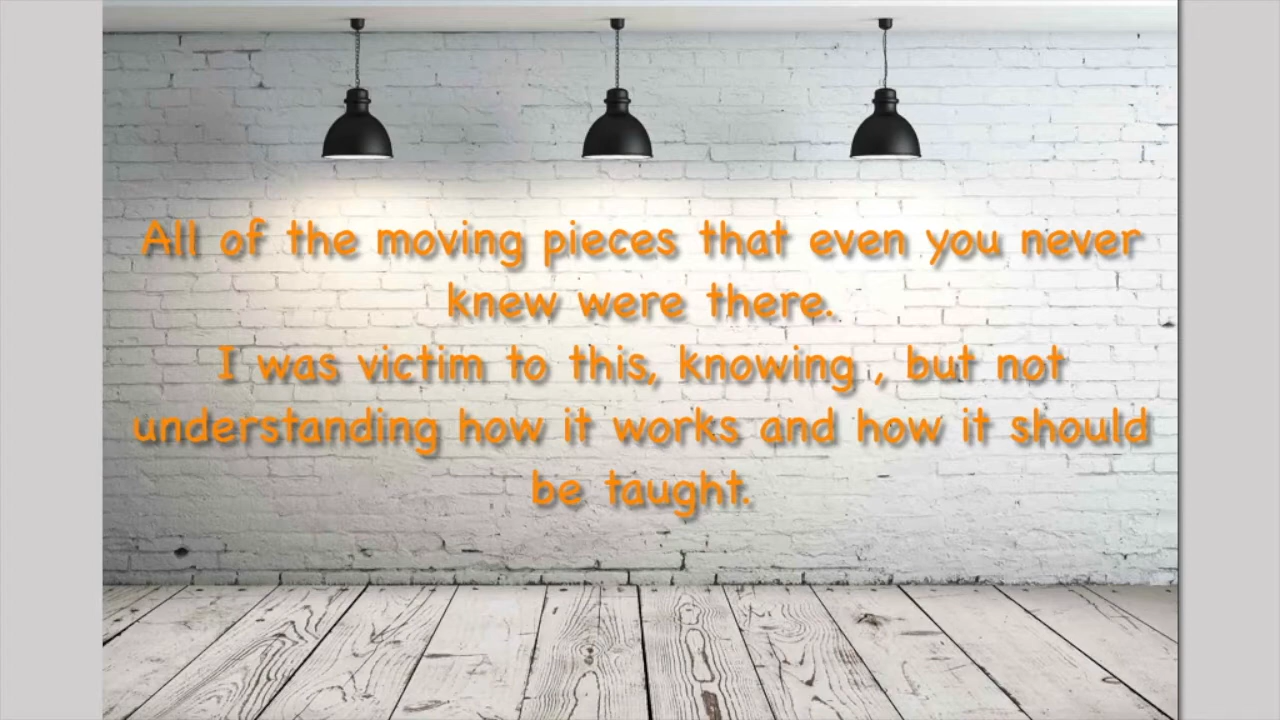 All of the moving pieces that even you never
knew were there.
I was victim to this, knowing , but not
understanding how it works and how it should
be taught.